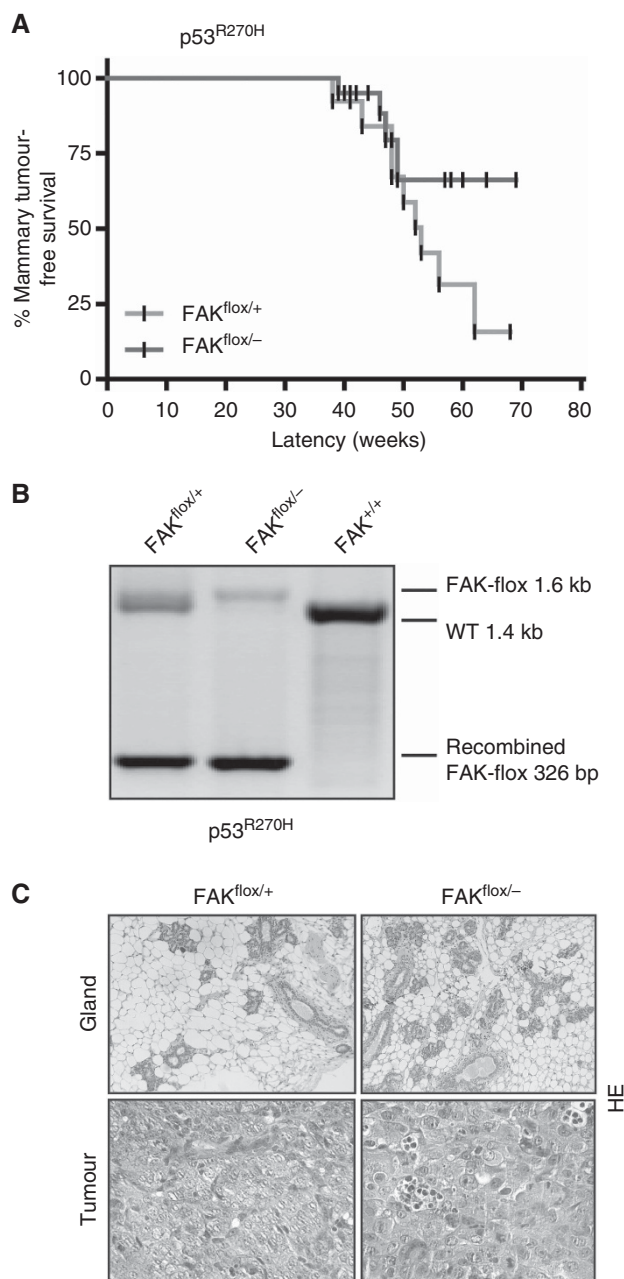 A
p53R270H
% Mammary tumour-
free survival
100
75
50
25
0
FAKflox/+
FAKflox/–
0 10 20 30 40 50 60 70 80
Latency (weeks)
B
FAKflox/+ FAKflox/– FAK+/+
FAK-flox 1.6 kb
WT 1.4 kb
Recombined
FAK-flox 326 bp
p53R270H
C
FAKflox/+ FAKflox/–
Gland
Tumour
HE